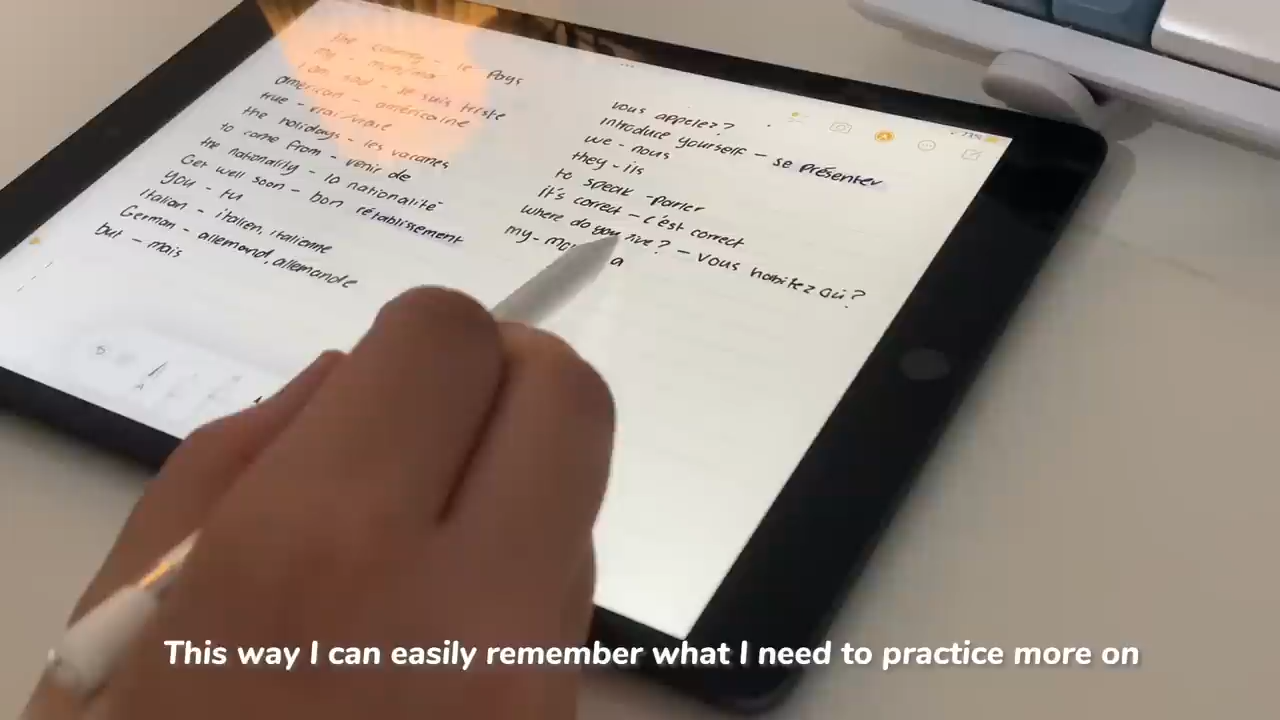 the country - le pays
my - mon/ma
I am sad - je suis triste
american - américaine
true - vrai/vraie
the holidays - les vacanes
to come from - venir de
the nationality - la nationalité
Get well soon - bon rétablissement
you - tu
italian - italien, italienne
German - allemand, allemande
but - mais
vous appelez?
introduce yourself - se présenter
we - nous
they - ils
to speak - parler
it's correct - c'est correct
where do you live? - vous habitez où?
my - a
73%
This way I can easily remember what I need to practice more on